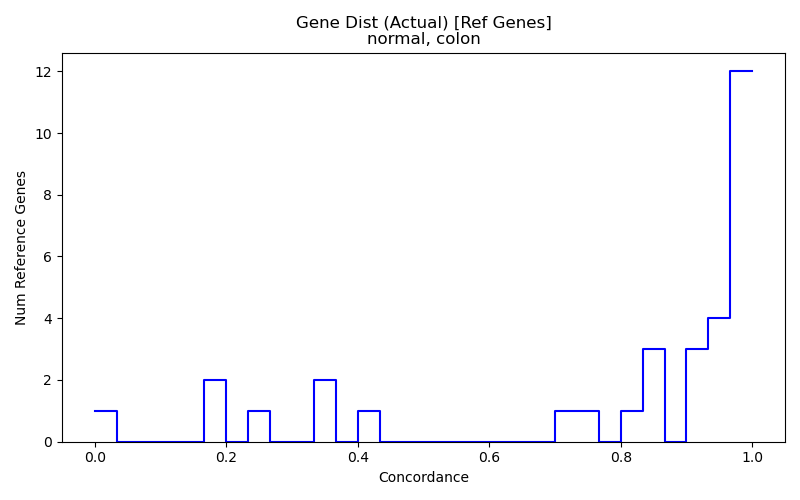 Gene Dist (Actual) [Ref Genes]
normal, colon
12
10
8
6
4
2
0
Num Reference Genes
0.0 0.2 0.4 0.6 0.8 1.0
Concordance